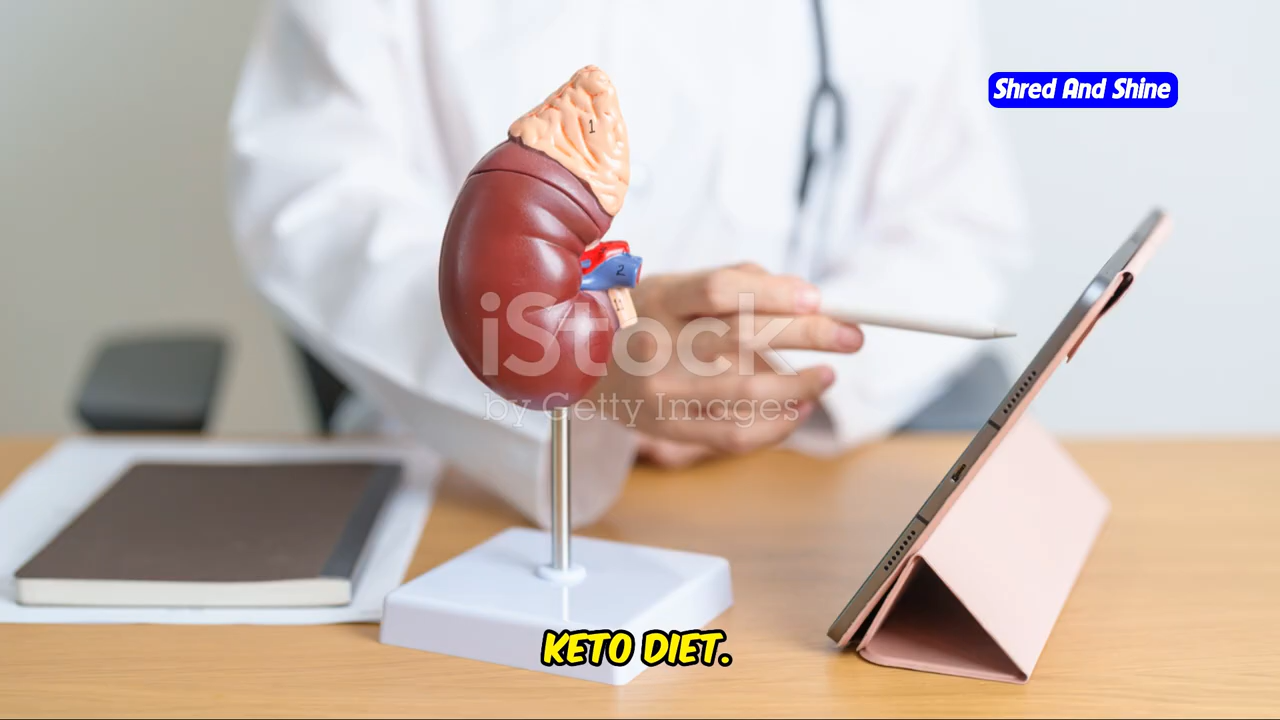 Shred And Shine
1
2
iStock
by Getty Images
KETO DIET.